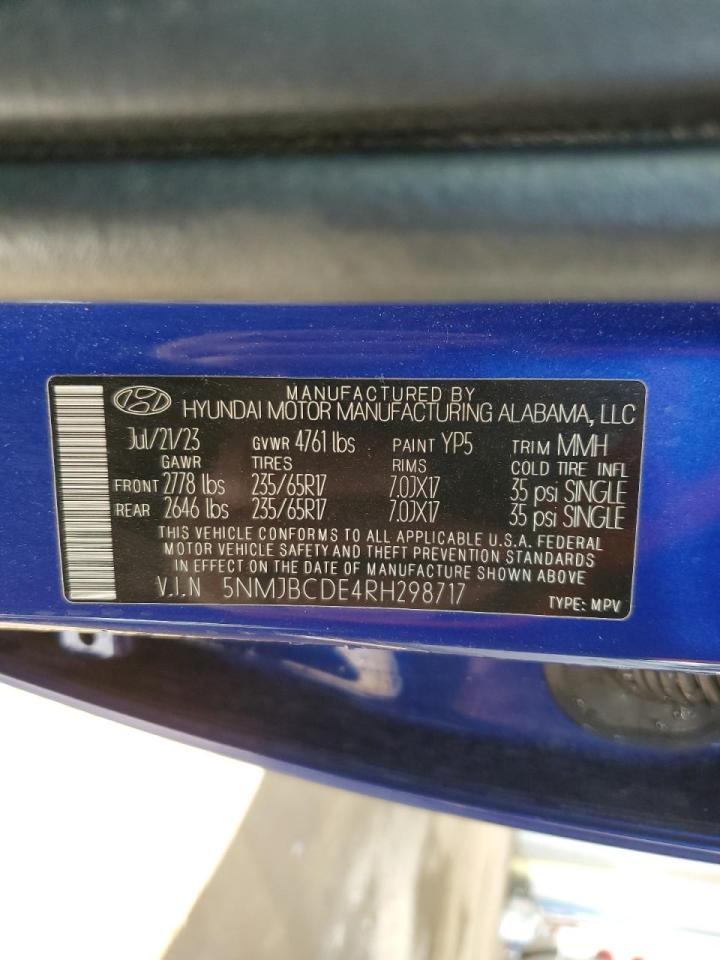 MANUFACTURED BY
HYUNDAI MOTOR MANUFACTURING ALABAMA, LLC
Jul/21/23 GVWR 4761 lbs PAINT YP5 TRIM MMH
GAWR TIRES RIMS COLD TIRE INFL
FRONT 2778 lbs 235/65R17 7.0JX17 35 psi SINGLE
REAR 2646 lbs 235/65R17 7.0JX17 35 psi SINGLE
THIS VEHICLE CONFORMS TO ALL APPLICABLE U.S.A. FEDERAL
MOTOR VEHICLE SAFETY AND THEFT PREVENTION STANDARDS
IN EFFECT ON THE DATE OF MANUFACTURE SHOWN ABOVE
V.I.N 5NMJBCDE4RH298717 TYPE: MPV